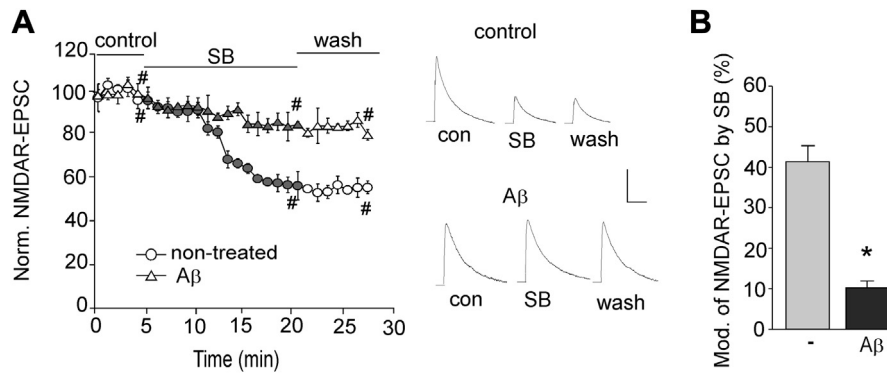 A
control
SB
wash
Norm. NMDAR-EPSC
120
100
80
60
40
20
0
#
#
#
#
#
#
non-treated
Aβ
0 5 10 15 20 25 30
Time (min)
control
con SB wash
Aβ
con SB wash
B
Mod. of NMDAR-EPSC by SB (%)
60
50
40
30
20
10
0
*
- Aβ